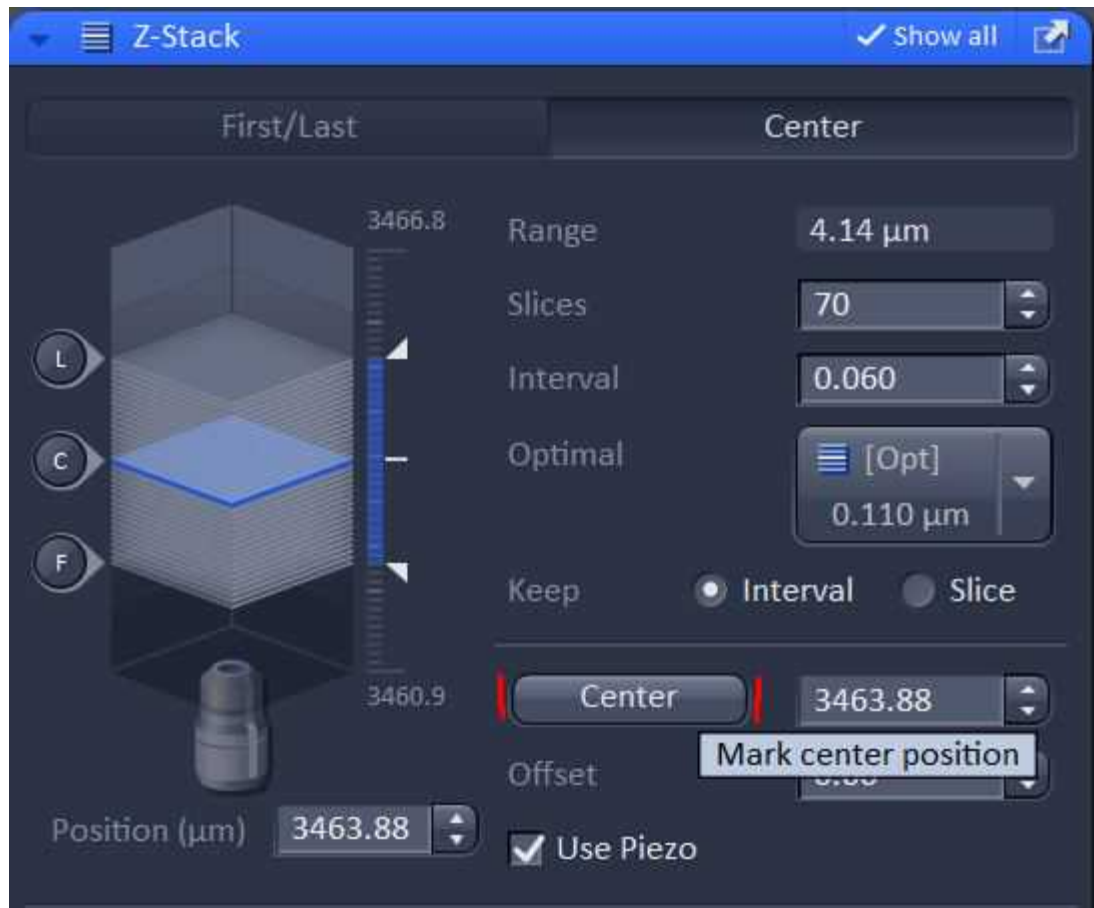 Z-Stack Show all
First/Last Center
3466.8
Range 4.14 µm
Slices 70
L
Interval 0.060
C
Optimal [Opt]
0.110 µm
F
Keep Interval Slice
3460.9
Center 3463.88
Mark center position
Offset
Position (µm) 3463.88
Use Piezo